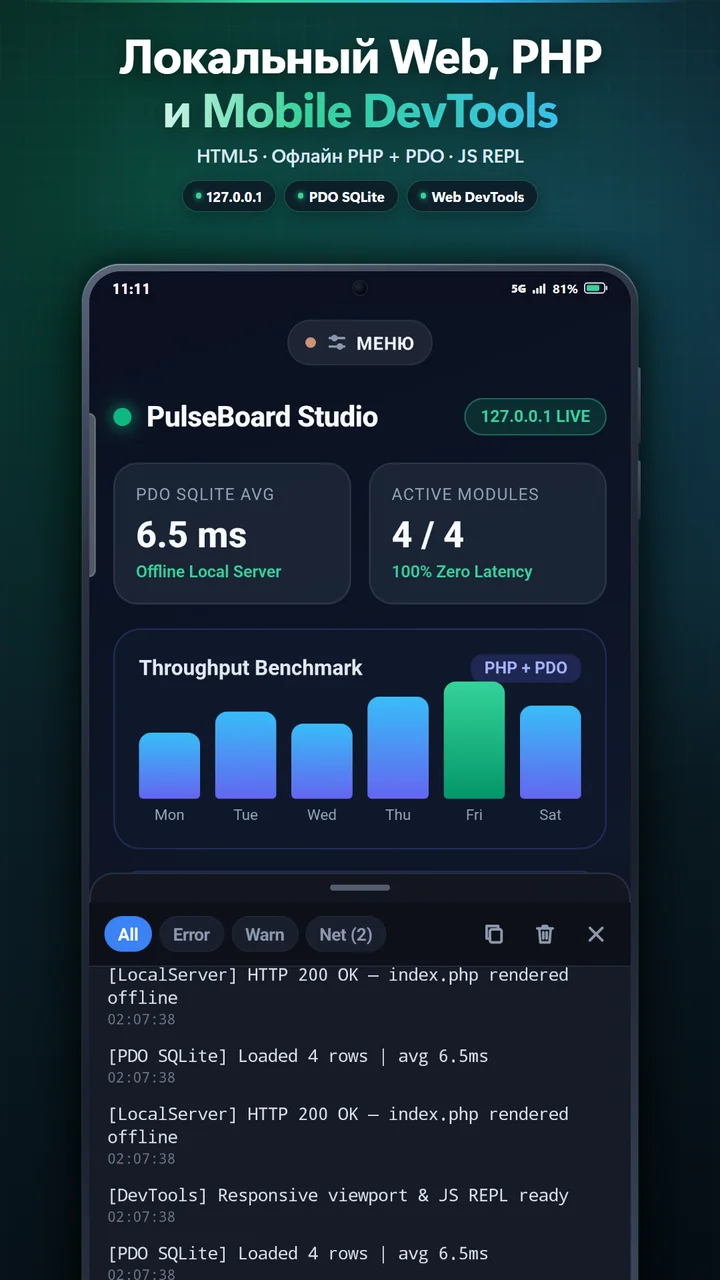 Локальный Web, PHP
и Mobile DevTools
HTML5 · Офлайн PHP + PDO · JS REPL
127.0.0.1
PDO SQLite
Web DevTools
11:11
5G
81%
МЕНЮ
PulseBoard Studio
127.0.0.1 LIVE
PDO SQLITE AVG
6.5 ms
Offline Local Server
ACTIVE MODULES
4 / 4
100% Zero Latency
Throughput Benchmark
PHP + PDO
Mon
Tue
Wed
Thu
Fri
Sat
All
Error
Warn
Net (2)
[LocalServer] HTTP 200 OK — index.php rendered
offline
02:07:38
[PDO SQLite] Loaded 4 rows | avg 6.5ms
02:07:38
[LocalServer] HTTP 200 OK — index.php rendered
offline
02:07:38
[DevTools] Responsive viewport & JS REPL ready
02:07:38
[PDO SQLite] Loaded 4 rows | avg 6.5ms
02:07:38